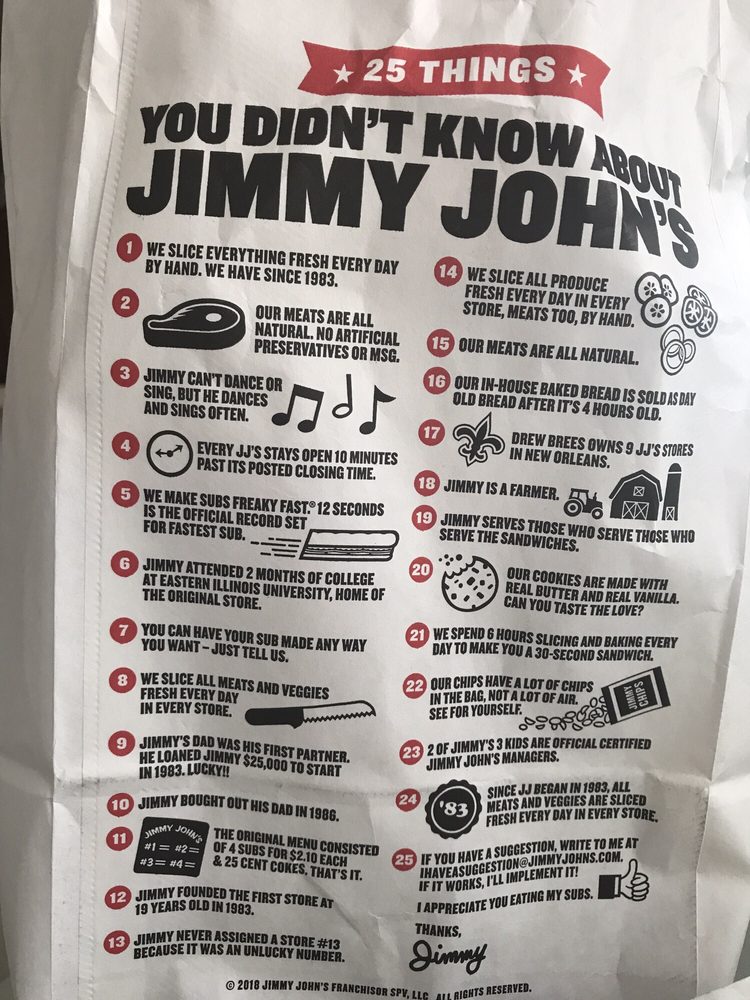 25 THINGS
YOU DIDN'T KNOW ABOUT
JIMMY JOHN'S
1 WE SLICE EVERYTHING FRESH EVERY DAY
BY HAND. WE HAVE SINCE 1983.
2 OUR MEATS ARE ALL
NATURAL. NO ARTIFICIAL
PRESERVATIVES OR MSG.
3 JIMMY CAN'T DANCE OR
SING, BUT HE DANCES
AND SINGS OFTEN.
4 EVERY JJ'S STAYS OPEN 10 MINUTES
PAST ITS POSTED CLOSING TIME.
5 WE MAKE SUBS FREAKY FAST.® 12 SECONDS
IS THE OFFICIAL RECORD SET
FOR FASTEST SUB.
6 JIMMY ATTENDED 2 MONTHS OF COLLEGE
AT EASTERN ILLINOIS UNIVERSITY, HOME OF
THE ORIGINAL STORE.
7 YOU CAN HAVE YOUR SUB MADE ANY WAY
YOU WANT – JUST TELL US.
8 WE SLICE ALL MEATS AND VEGGIES
FRESH EVERY DAY
IN EVERY STORE.
9 JIMMY'S DAD WAS HIS FIRST PARTNER.
HE LOANED JIMMY $25,000 TO START
IN 1983. LUCKY!!
10 JIMMY BOUGHT OUT HIS DAD IN 1986.
11 JIMMY JOHN'S
#1 = #2 =
#3 = #4 =
THE ORIGINAL MENU CONSISTED
OF 4 SUBS FOR $2.10 EACH
& 25 CENT COKES. THAT'S IT.
12 JIMMY FOUNDED THE FIRST STORE AT
19 YEARS OLD IN 1983.
13 JIMMY NEVER ASSIGNED A STORE #13
BECAUSE IT WAS AN UNLUCKY NUMBER.
14 WE SLICE ALL PRODUCE
FRESH EVERY DAY IN EVERY
STORE, MEATS TOO, BY HAND.
15 OUR MEATS ARE ALL NATURAL.
16 OUR IN-HOUSE BAKED BREAD IS SOLD AS DAY
OLD BREAD AFTER IT'S 4 HOURS OLD.
17 DREW BREES OWNS 9 JJ'S STORES
IN NEW ORLEANS.
18 JIMMY IS A FARMER.
19 JIMMY SERVES THOSE WHO SERVE THOSE WHO
SERVE THE SANDWICHES.
20 OUR COOKIES ARE MADE WITH
REAL BUTTER AND REAL VANILLA.
CAN YOU TASTE THE LOVE?
21 WE SPEND 6 HOURS SLICING AND BAKING EVERY
DAY TO MAKE YOU A 30-SECOND SANDWICH.
22 OUR CHIPS HAVE A LOT OF CHIPS
IN THE BAG, NOT A LOT OF AIR.
SEE FOR YOURSELF.
JIMMY
CHIPS
23 2 OF JIMMY'S 3 KIDS ARE OFFICIAL CERTIFIED
JIMMY JOHN'S MANAGERS.
24 '83
SINCE JJ BEGAN IN 1983, ALL
MEATS AND VEGGIES ARE SLICED
FRESH EVERY DAY IN EVERY STORE.
25 IF YOU HAVE A SUGGESTION, WRITE TO ME AT
IHAVEASUGGESTION@JIMMYJOHNS.COM.
IF IT WORKS, I'LL IMPLEMENT IT!
I APPRECIATE YOU EATING MY SUBS.
THANKS,
Jimmy
© 2018 JIMMY JOHN'S FRANCHISOR SPV, LLC ALL RIGHTS RESERVED.